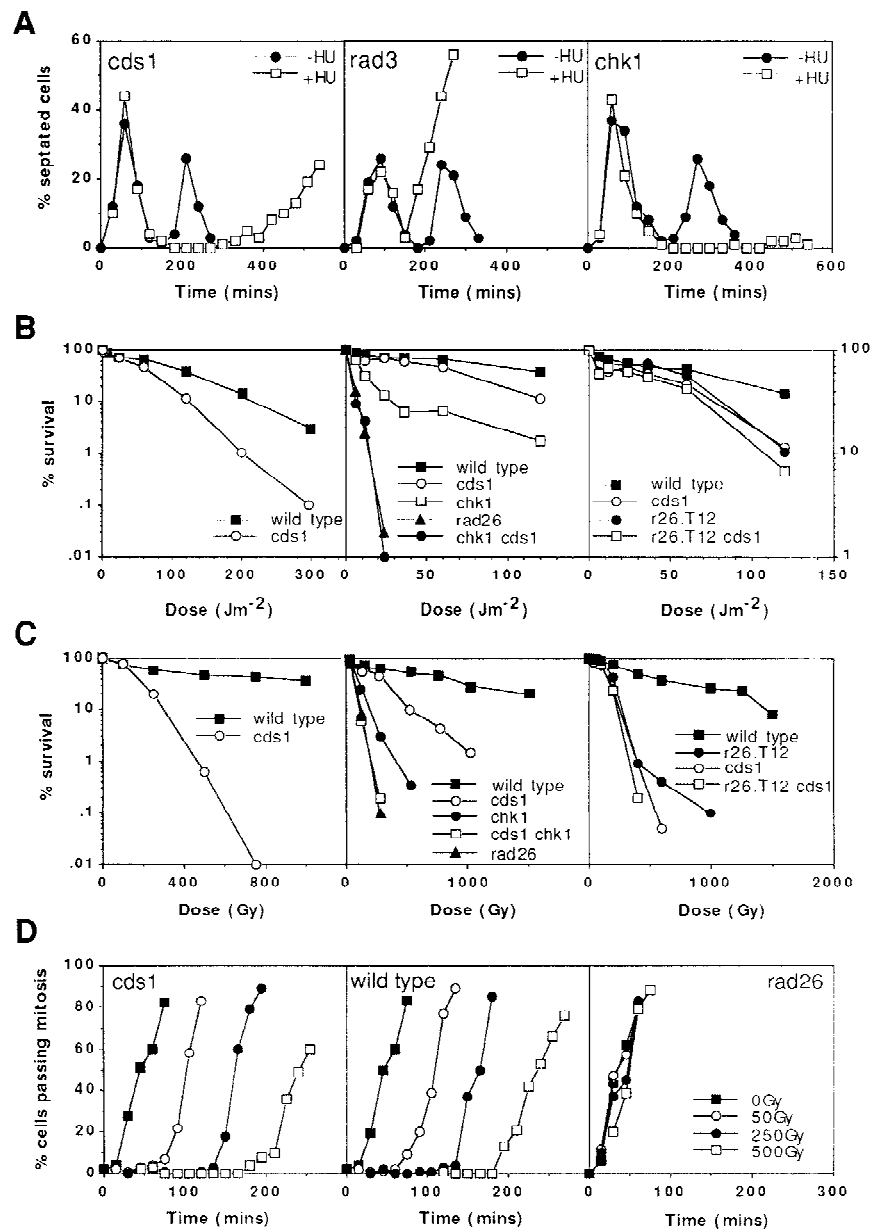 A
cds1
-HU
+HU
rad3
-HU
+HU
chk1
-HU
+HU
% septated cells
60
40
20
0
0 200 400
0 200 400
0 200 400 600
Time (mins)
Time (mins)
Time (mins)
B
% survival
100
10
1
.1
.01
wild type
cds1
wild type
cds1
chk1
rad26
chk1 cds1
wild type
cds1
r26.T12
r26.T12 cds1
100
10
1
0 100 200 300
0 50 100
0 50 100 150
Dose (Jm-2)
Dose (Jm-2)
Dose (Jm-2)
C
% survival
100
10
1
.1
.01
wild type
cds1
wild type
cds1
chk1
cds1 chk1
rad26
wild type
r26.T12
cds1
r26.T12 cds1
0 400 800
0 1000
0 1000 2000
Dose (Gy)
Dose (Gy)
Dose (Gy)
D
% cells passing mitosis
100
80
60
40
20
0
cds1
wild type
rad26
0Gy
50Gy
250Gy
500Gy
0 100 200
0 100 200
0 100 200 300
Time (mins)
Time (mins)
Time (mins)